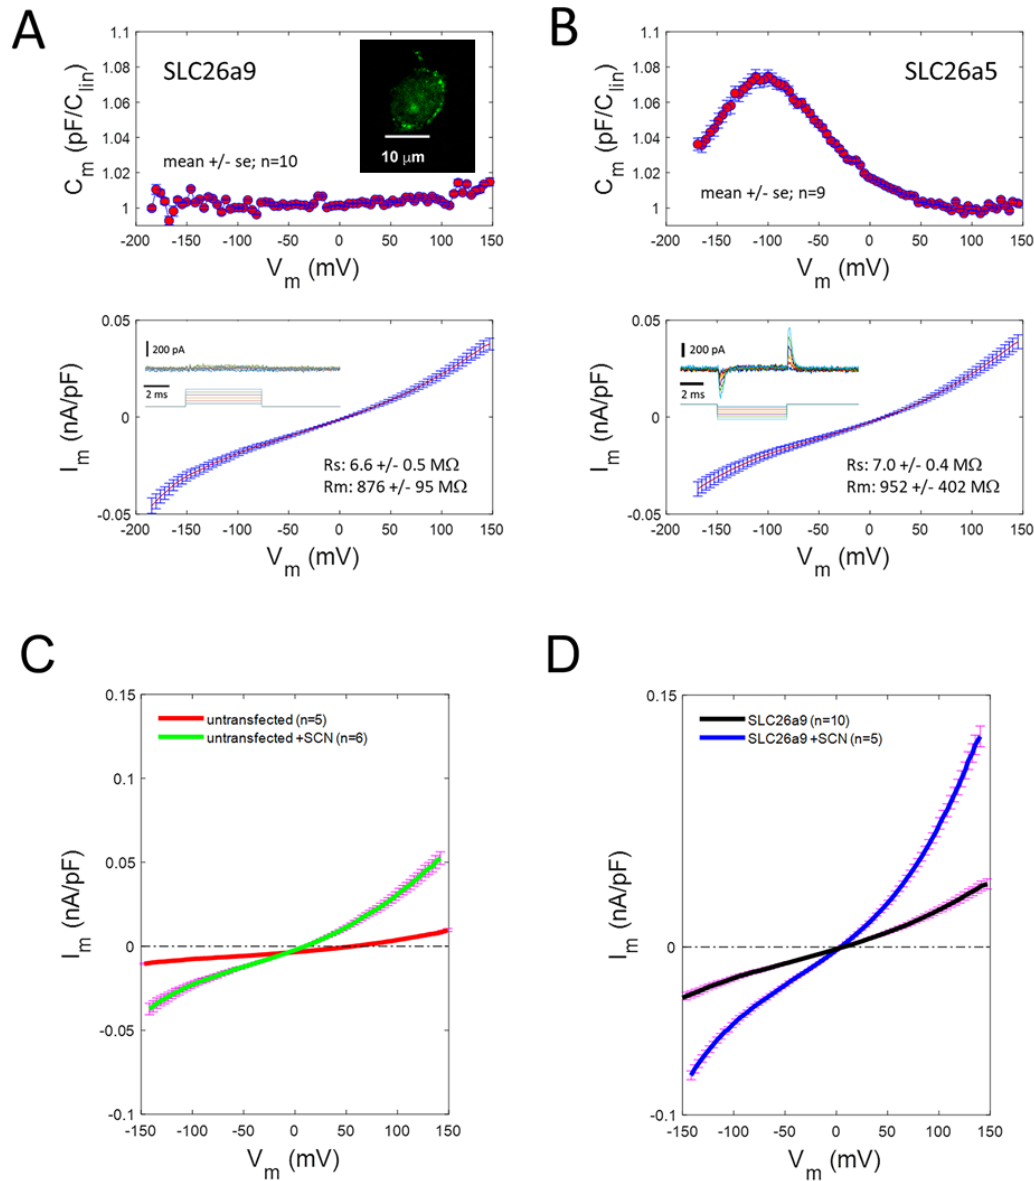 A
SLC26a9
10 μm
mean +/- se; n=10
C_m (pF/C_lin)
1.1
1.08
1.06
1.04
1.02
1
-200 -150 -100 -50 0 50 100 150
V_m (mV)
B
SLC26a5
mean +/- se; n=9
C_m (pF/C_lin)
1.1
1.08
1.06
1.04
1.02
1
-200 -150 -100 -50 0 50 100 150
V_m (mV)
I_m (nA/pF)
0.05
0
-0.05
200 pA
2 ms
Rs: 6.6 +/- 0.5 MΩ
Rm: 876 +/- 95 MΩ
-200 -150 -100 -50 0 50 100 150
V_m (mV)
I_m (nA/pF)
0.05
0
-0.05
200 pA
2 ms
Rs: 7.0 +/- 0.4 MΩ
Rm: 952 +/- 402 MΩ
-200 -150 -100 -50 0 50 100 150
V_m (mV)
C
untransfected (n=5)
untransfected +SCN (n=6)
I_m (nA/pF)
0.15
0.1
0.05
0
-0.05
-0.1
-150 -100 -50 0 50 100 150
V_m (mV)
D
SLC26a9 (n=10)
SLC26a9 +SCN (n=5)
I_m (nA/pF)
0.15
0
-0.1
-150 -100 -50 0 50 100 150
V_m (mV)